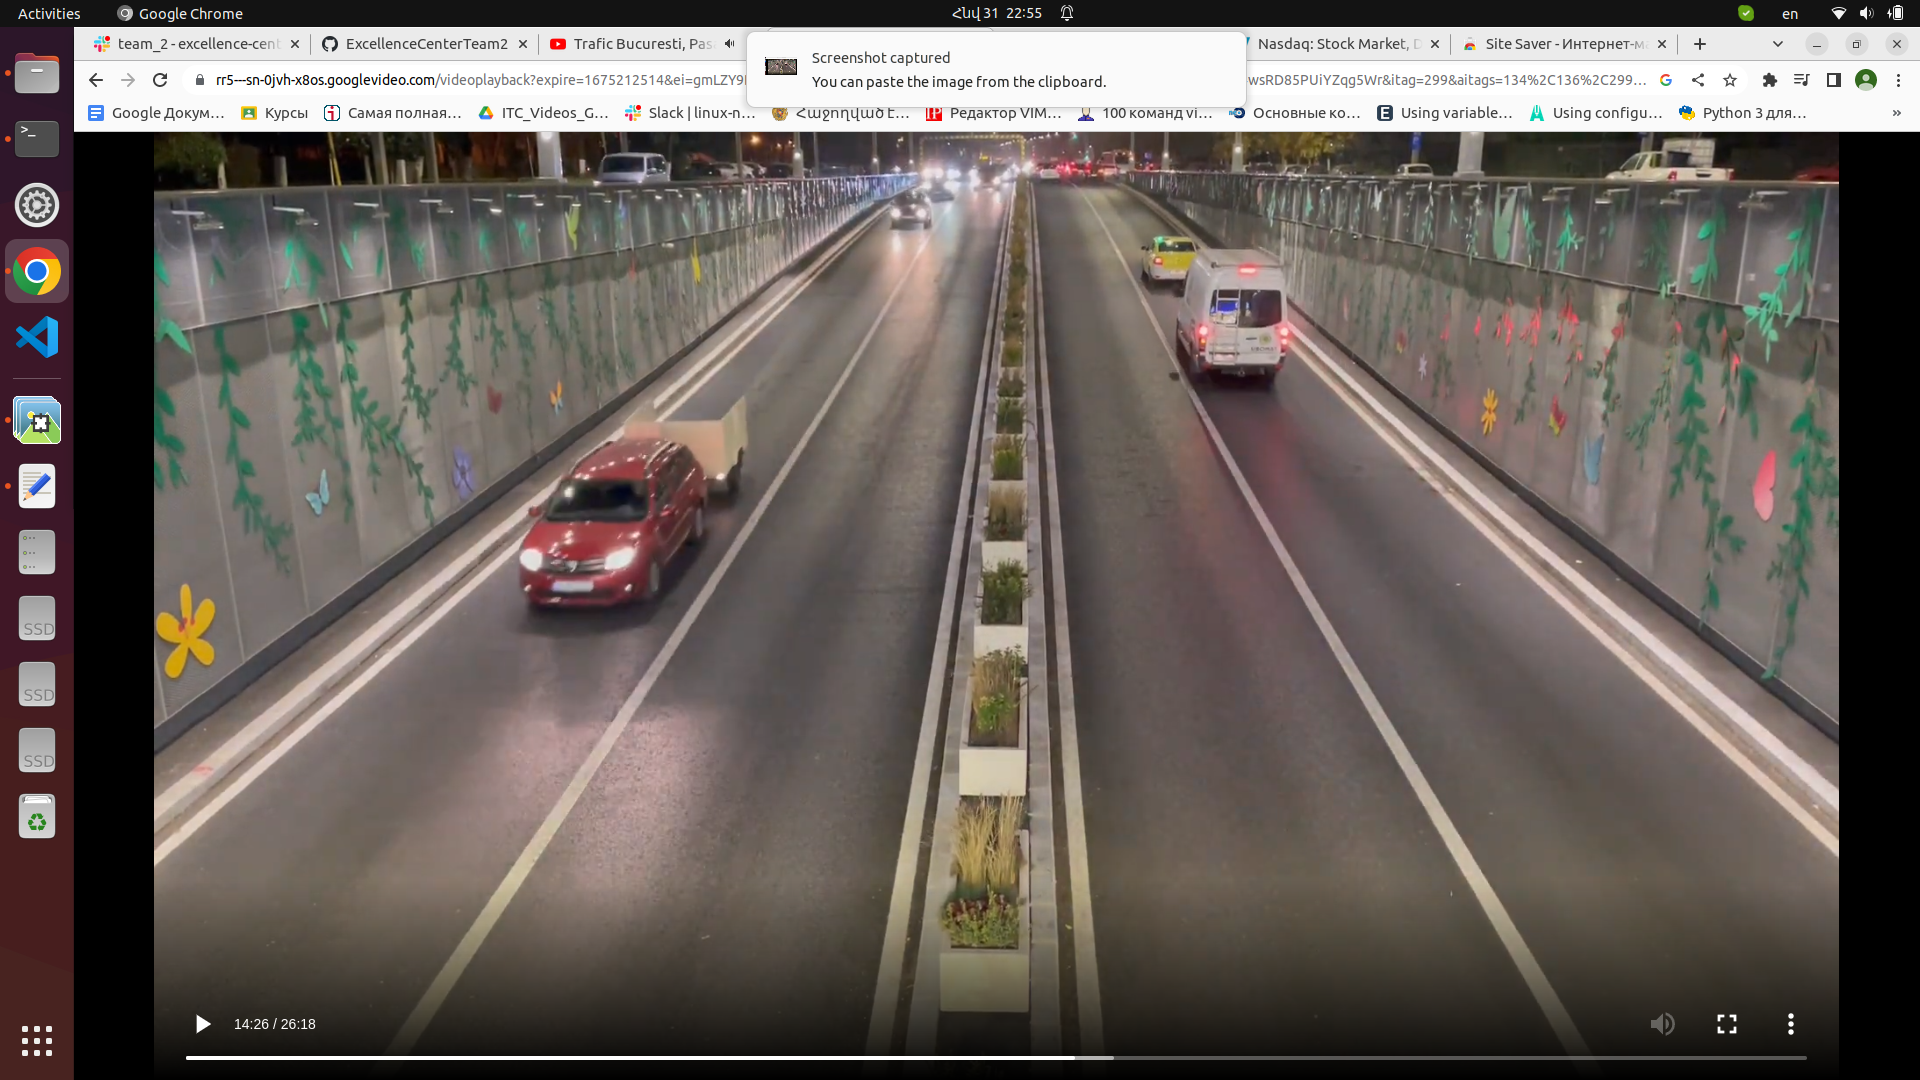 Activities
Google Chrome
Հնվ 31 22:55
en
team_2 - excellence-cent
ExcellenceCenterTeam2
Trafic Bucuresti, Pasa
Nasdaq: Stock Market, D
Site Saver - Интернет-ма
Screenshot captured
You can paste the image from the clipboard.
rr5---sn-0jvh-x8os.googlevideo.com/videoplayback?expire=1675212514&ei=gmLZY9
wsRD85PUiYZqg5Wr&itag=299&aitags=134%2C136%2C299...
Google Докум...
Курсы
Самая полная...
ITC_Videos_G...
Slack | linux-n...
Հաջողված է...
Редактор VIM...
100 команд vi...
Основные ко...
Using variable...
Using configu...
Python 3 для...
»
14:26 / 26:18
SSD
SSD
SSD